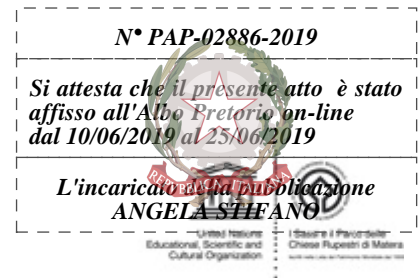 N° PAP-02886-2019
Si attesta che il presente atto è stato
affisso all'Albo Pretorio on-line
dal 10/06/2019 al 25/06/2019
L'incaricato della pubblicazione
ANGELA STIFANO
REPVBBLICA ITALIANA
United Nations
Educational, Scientific and
Cultural Organization
I Sassi e il Parco delle
Chiese Rupestri di Matera